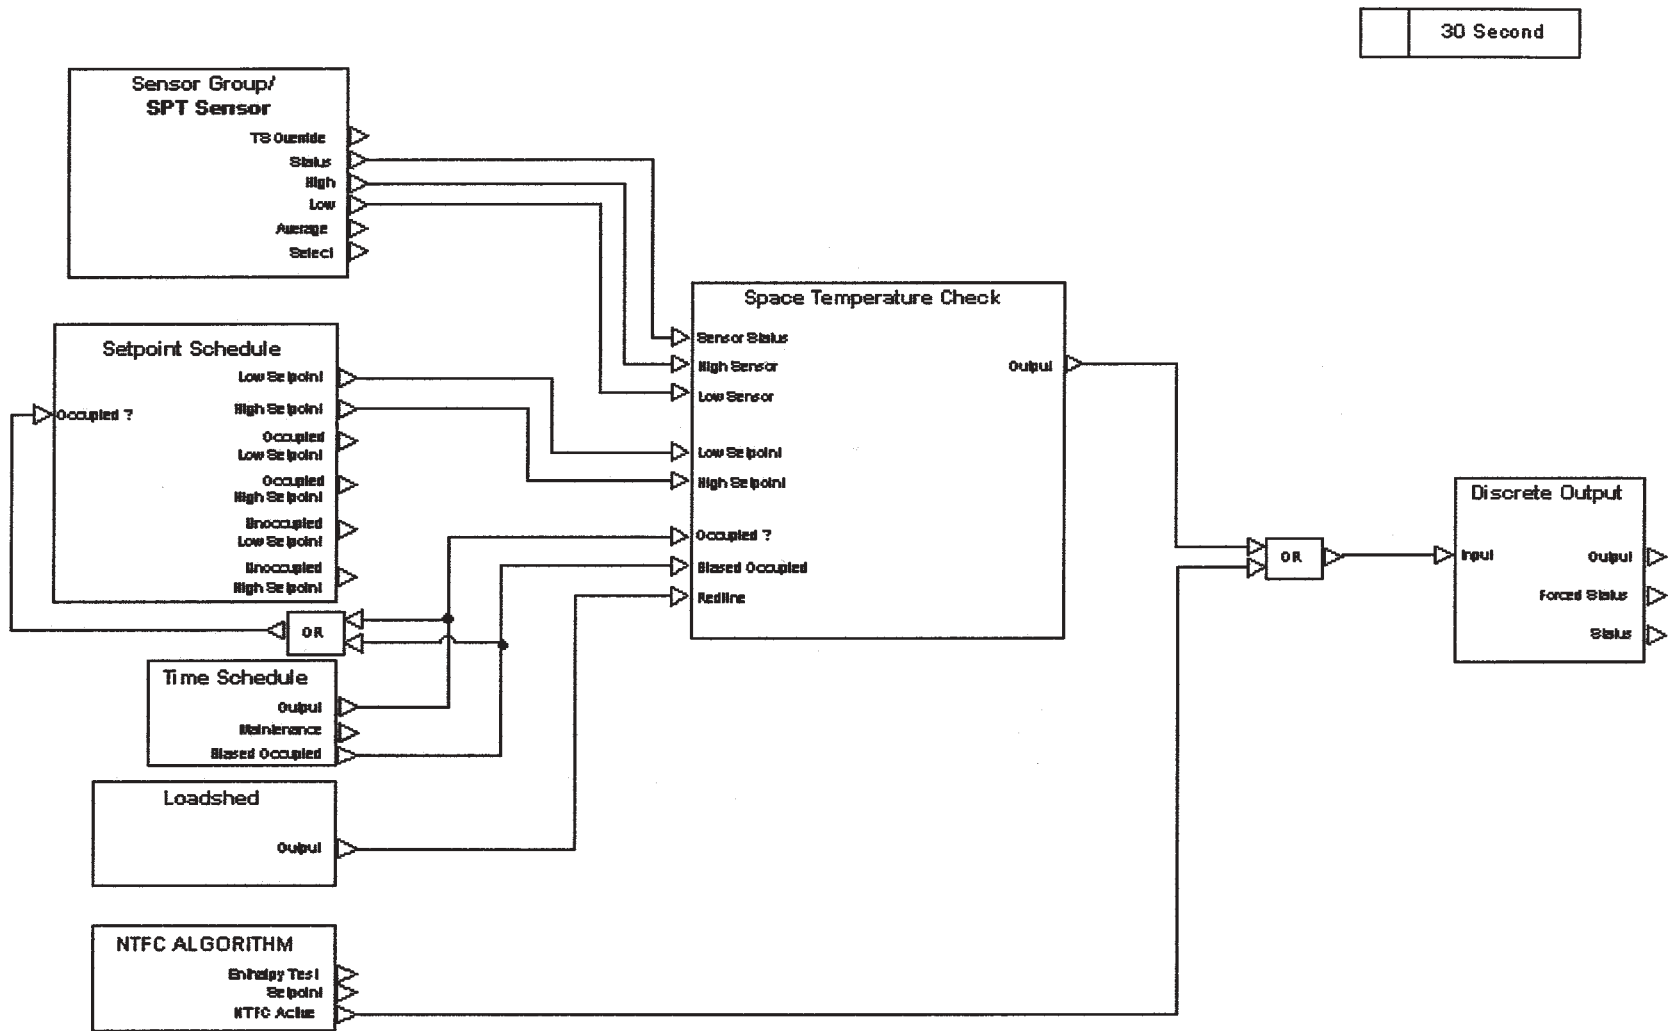 30 Second
Sensor Group/
SPT Sensor
TS Override
Status
High
Low
Average
Select
Setpoint Schedule
Low Setpoint
High Setpoint
Occupied ?
Occupied
Low Setpoint
Occupied
High Setpoint
Unoccupied
Low Setpoint
Unoccupied
High Setpoint
OR
Time Schedule
Output
Maintenance
Biased Occupied
Loadshed
Output
NTFC ALGORITHM
Enthalpy Test
Setpoint
NTFC Active
Space Temperature Check
Sensor Status
High Sensor
Low Sensor
Low Setpoint
High Setpoint
Occupied ?
Biased Occupied
Redline
Output
OR
Discrete Output
Input
Output
Forced Status
Status